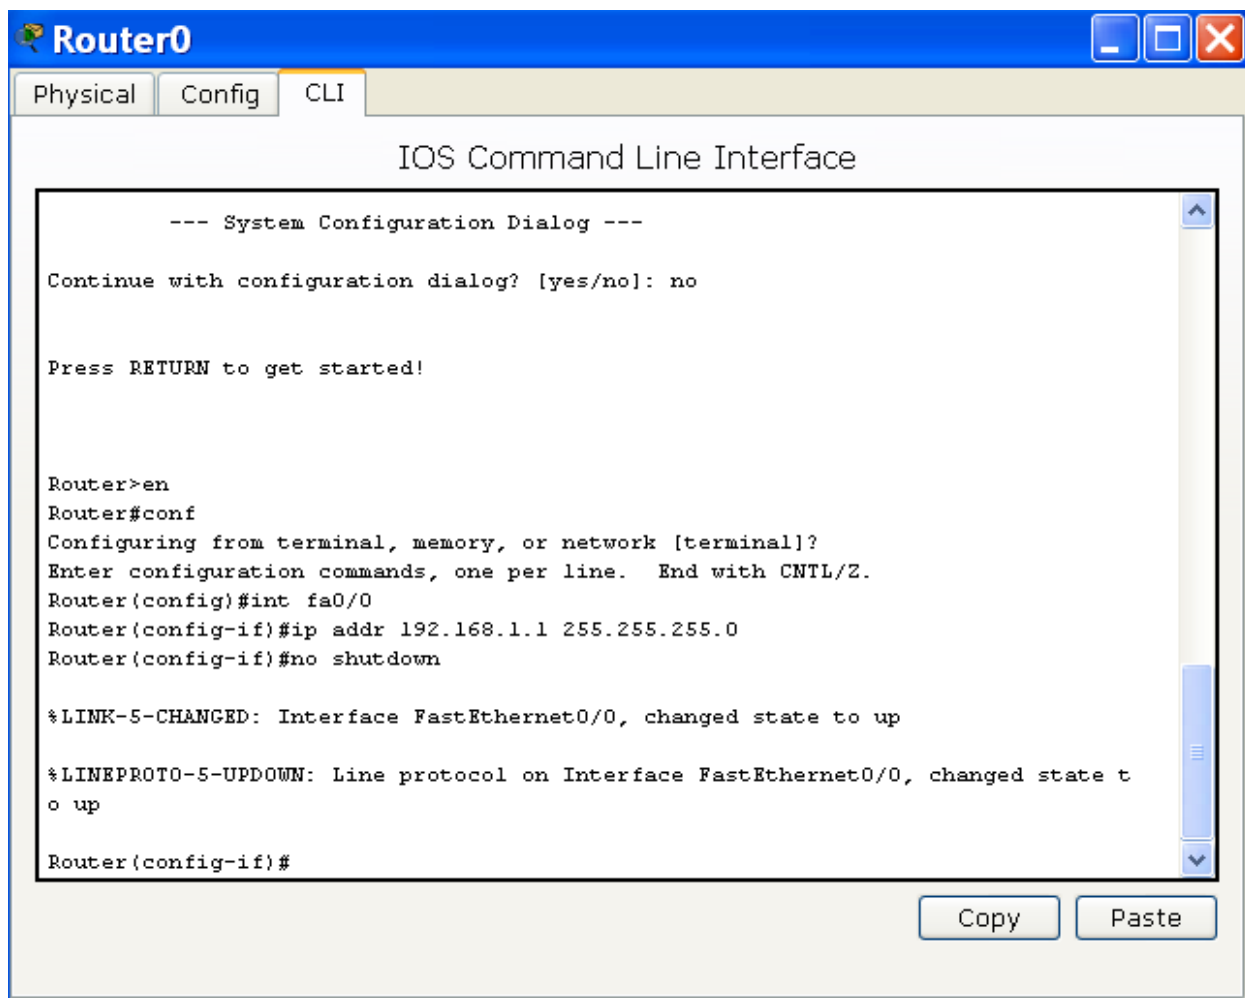 Router0
Physical Config CLI
IOS Command Line Interface
--- System Configuration Dialog ---
Continue with configuration dialog? [yes/no]: no
Press RETURN to get started!
Router>en
Router#conf
Configuring from terminal, memory, or network [terminal]?
Enter configuration commands, one per line.  End with CNTL/Z.
Router(config)#int fa0/0
Router(config-if)#ip addr 192.168.1.1 255.255.255.0
Router(config-if)#no shutdown
%LINK-5-CHANGED: Interface FastEthernet0/0, changed state to up
%LINEPROTO-5-UPDOWN: Line protocol on Interface FastEthernet0/0, changed state t
o up
Router(config-if)#
Copy Paste